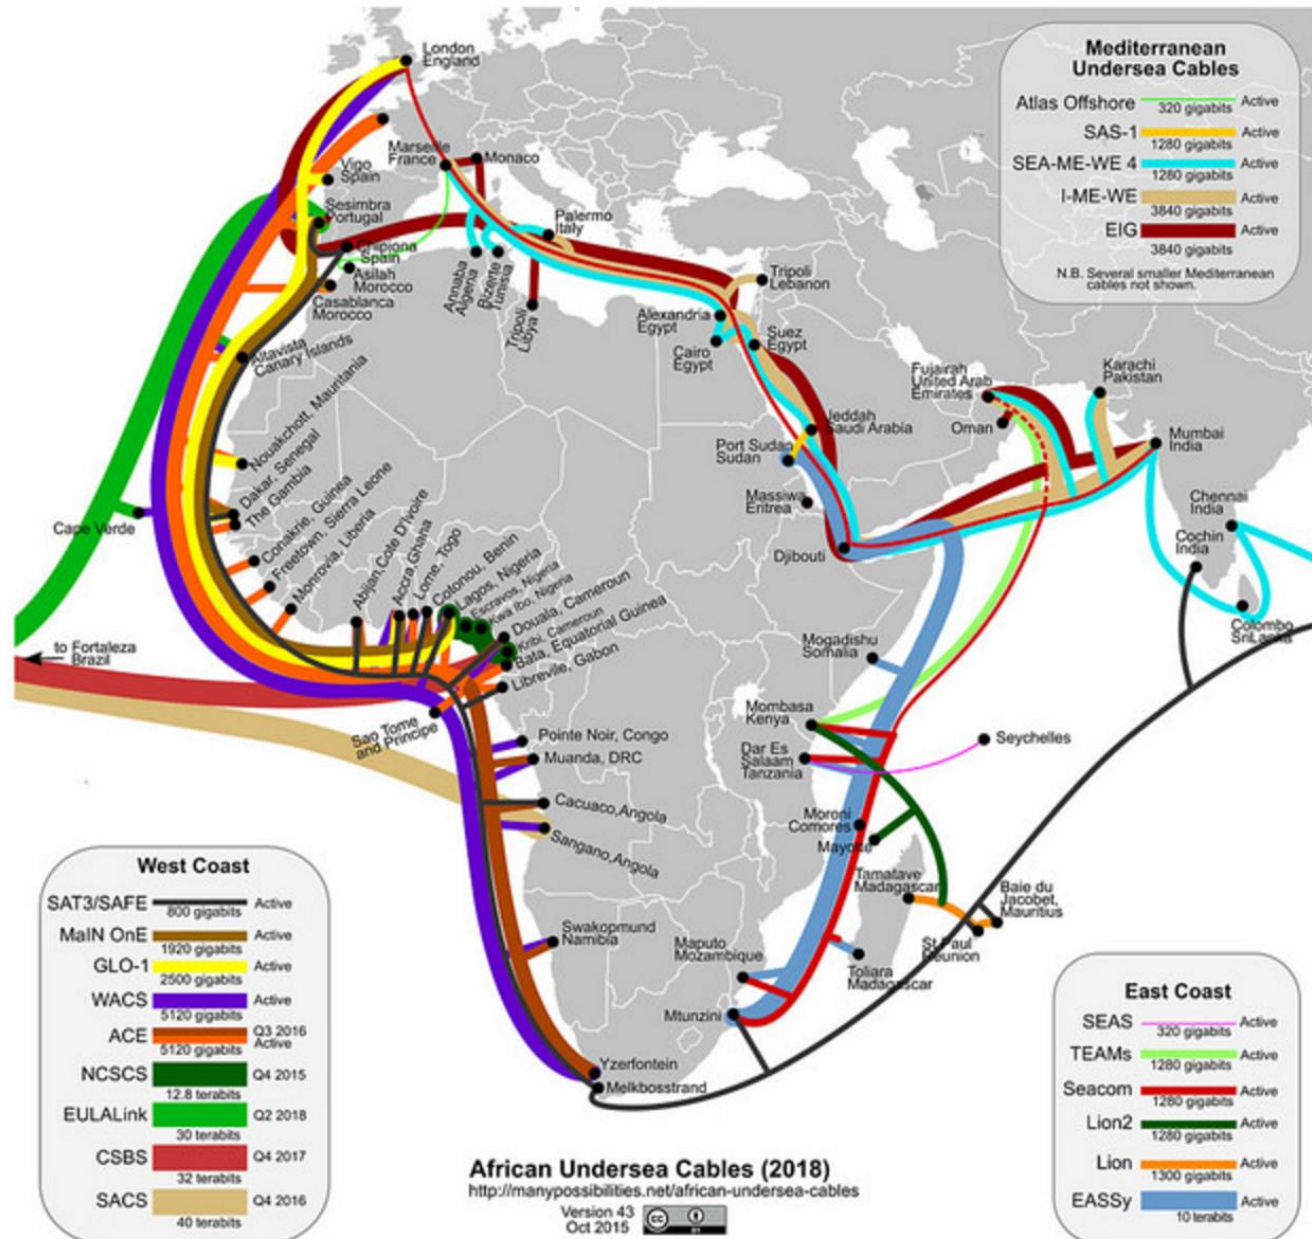 London
England
Vigo
Spain
Marseille
France
Monaco
Sesimbra
Portugal
Chipiona
Spain
Asilah
Morocco
Casablanca
Morocco
Palermo
Italy
Annaba
Algeria
Bizerte
Tunisia
Tripoli
Libya
Tripoli
Lebanon
Alexandria
Egypt
Cairo
Egypt
Suez
Egypt
Altavista
Canary Islands
Nouakchott, Mauritania
Dakar, Senegal
The Gambia
Conakrie, Guinea
Freetown, Sierra Leone
Monrovia, Liberia
Abijan,Cote D'Ivoire
Accra,Ghana
Lome, Togo
Cotonou, Benin
Lagos, Nigeria
Escravos, Nigeria
Kwa Ibo, Nigeria
Douala, Cameroun
Kribi, Cameroun
Bata, Equatorial Guinea
Libreville, Gabon
Cape Verde
to Fortaleza
Brazil
Sao Tome
and Principe
Pointe Noir, Congo
Muanda, DRC
Cacuaco,Angola
Sangano,Angola
Swakopmund
Namibia
Yzerfontein
Melkbosstrand
Jeddah
Saudi Arabia
Port Sudan
Sudan
Massiwa
Eritrea
Djibouti
Fujairah
United Arab
Emirates
Oman
Karachi
Pakistan
Mumbai
India
Chennai
India
Cochin
India
Colombo
SriLanka
Mogadishu
Somalia
Mombasa
Kenya
Dar Es
Salaam
Tanzania
Seychelles
Moroni
Comores
Mayotte
Tamatave
Madagascar
Baie du
Jacobet,
Mauritius
St Paul
Reunion
Toliara
Madagascar
Maputo
Mozambique
Mtunzini
Mediterranean
Undersea Cables
Atlas Offshore 320 gigabits Active
SAS-1 1280 gigabits Active
SEA-ME-WE 4 1280 gigabits Active
I-ME-WE 3840 gigabits Active
EIG 3840 gigabits Active
N.B. Several smaller Mediterranean
cables not shown.
West Coast
SAT3/SAFE 800 gigabits Active
MaIN OnE 1920 gigabits Active
GLO-1 2500 gigabits Active
WACS 5120 gigabits Active
ACE 5120 gigabits Q3 2016 Active
NCSCS 12.8 terabits Q4 2015
EULALink 30 terabits Q2 2018
CSBS 32 terabits Q4 2017
SACS 40 terabits Q4 2016
East Coast
SEAS 320 gigabits Active
TEAMs 1280 gigabits Active
Seacom 1280 gigabits Active
Lion2 1280 gigabits Active
Lion 1300 gigabits Active
EASSy 10 terabits Active
African Undersea Cables (2018)
http://manypossibilities.net/african-undersea-cables
Version 43
Oct 2015
cc
BY